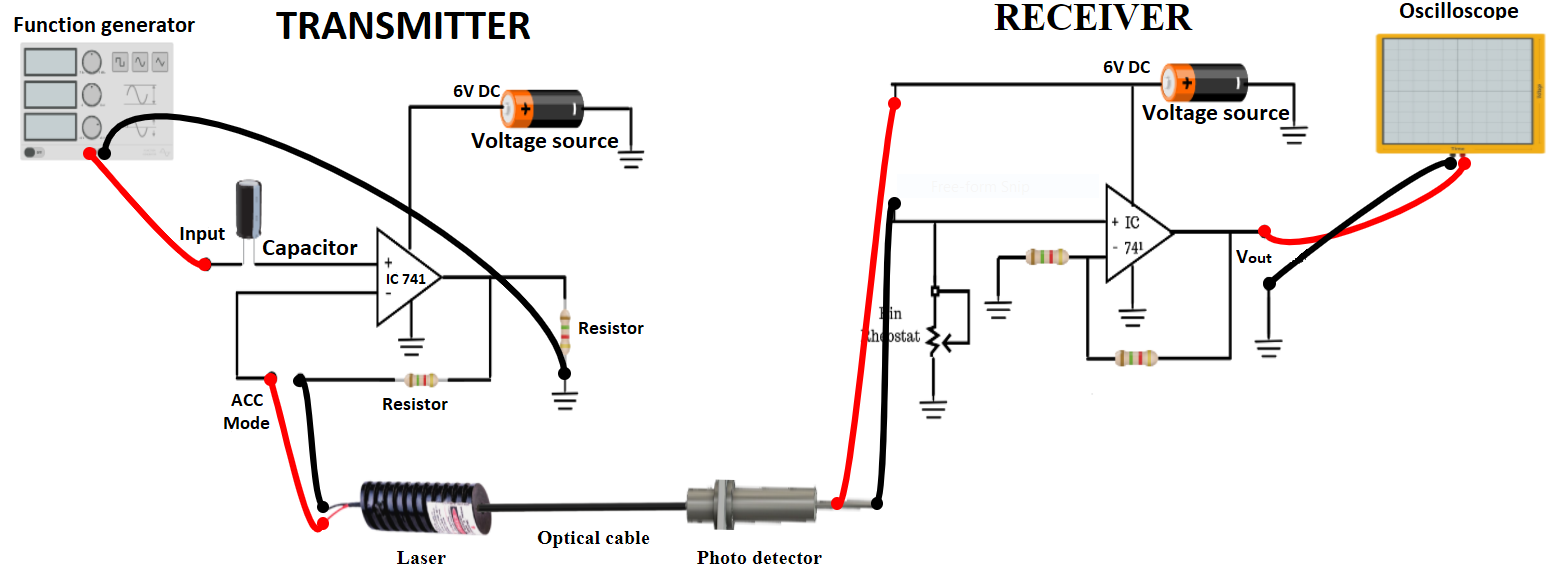 Function generator
TRANSMITTER
RECEIVER
Oscilloscope
6V DC
Voltage source
6V DC
Voltage source
Free-form Snip
Input
Capacitor
+
IC 741
-
+ IC
- 741
Vout
Resistor
Rheostat
ACC
Mode
Resistor
Laser
Optical cable
Photo detector